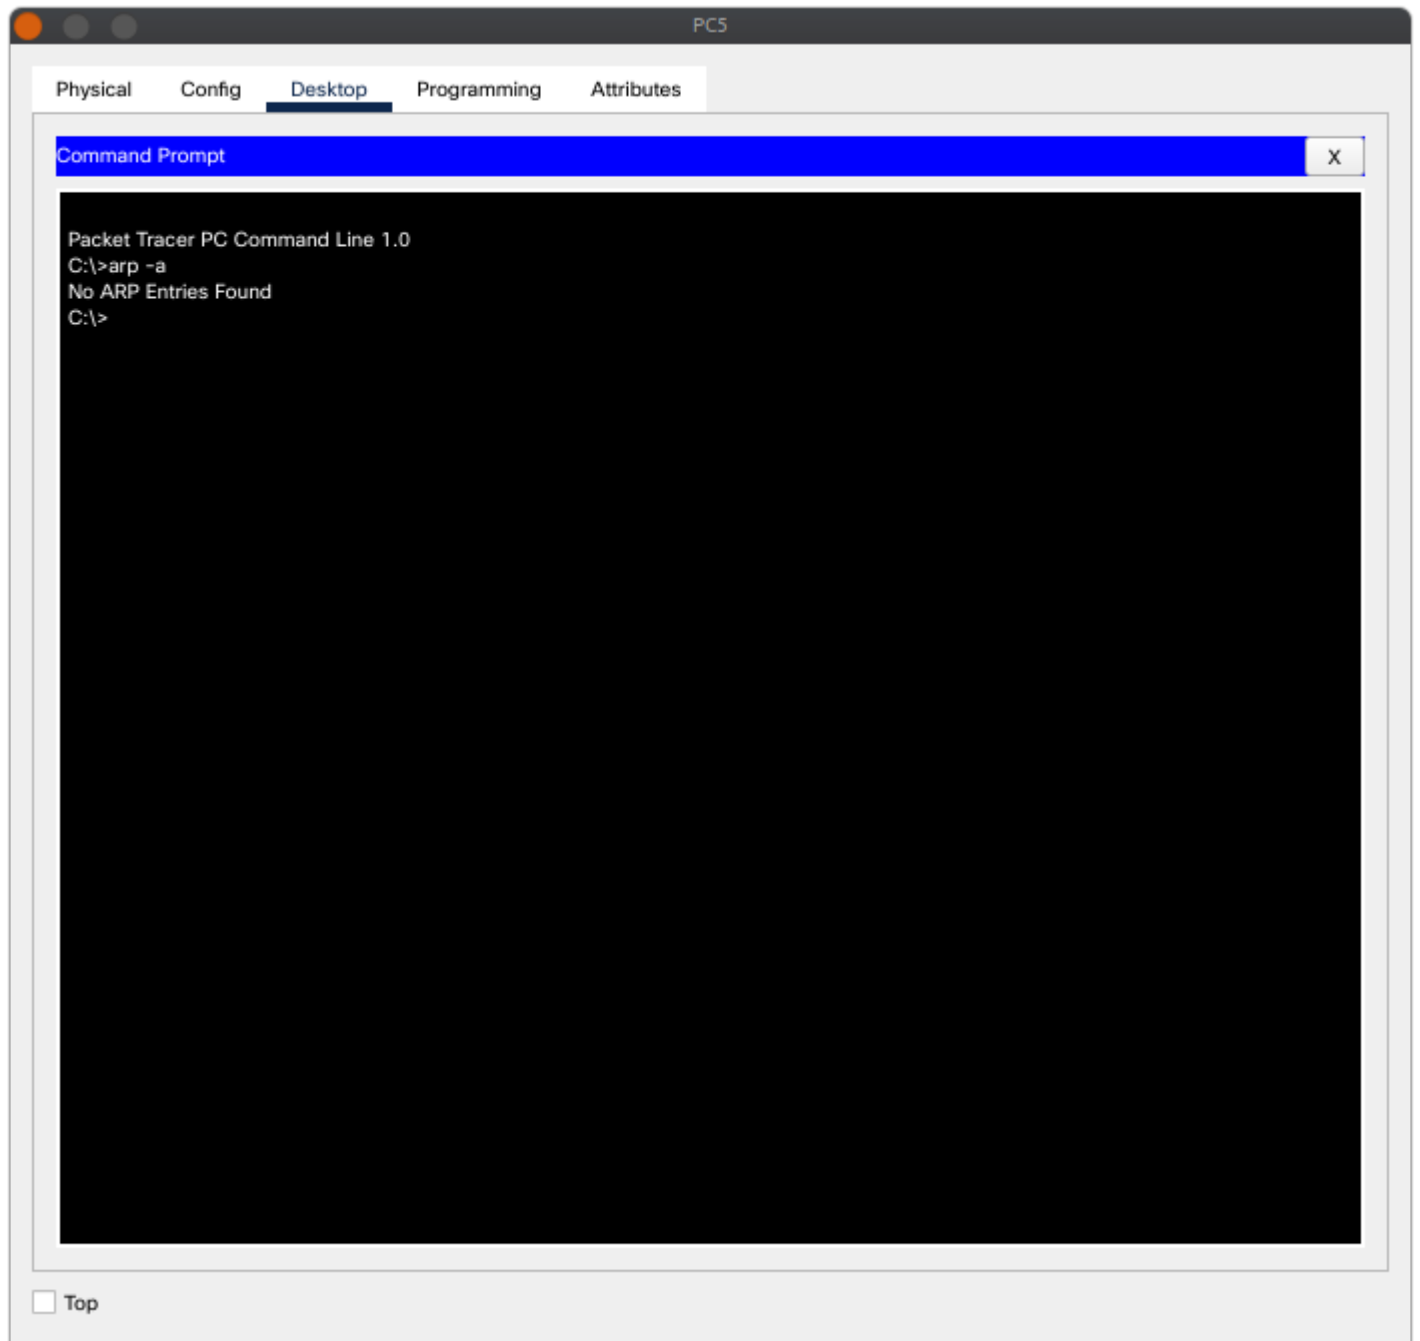 PC5
Physical Config Desktop Programming Attributes
Command Prompt
X
Packet Tracer PC Command Line 1.0
C:\>arp -a
No ARP Entries Found
C:\>
Top